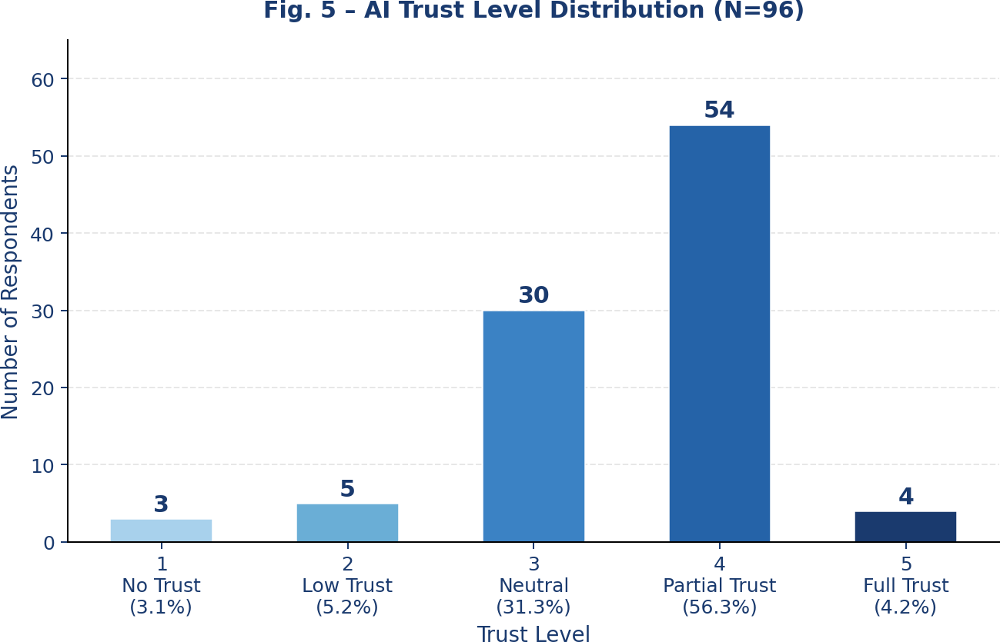 Fig. 5 – AI Trust Level Distribution (N=96)
Number of Respondents
60
50
40
30
20
10
0
3
5
30
54
4
1
No Trust
(3.1%)
2
Low Trust
(5.2%)
3
Neutral
(31.3%)
4
Partial Trust
(56.3%)
5
Full Trust
(4.2%)
Trust Level